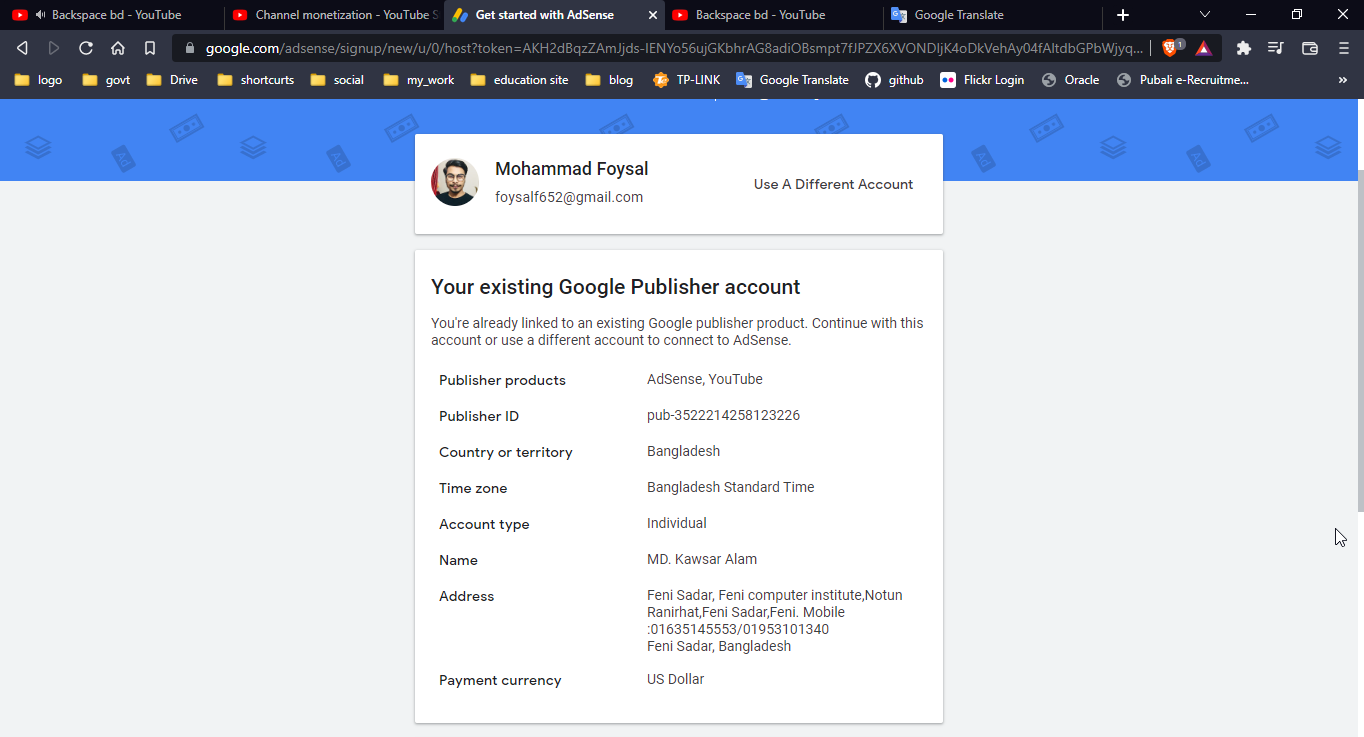 Backspace bd - YouTube
Channel monetization - YouTube S
Get started with AdSense
Backspace bd - YouTube
Google Translate
google.com/adsense/signup/new/u/0/host?token=AKH2dBqzZAmJjds-IENYo56ujGKbhrAG8adiOBsmpt7fJPZX6XVONDIjK4oDkVehAy04fAltdbGPbWjyq...
1
logo
govt
Drive
shortcurts
social
my_work
education site
blog
TP-LINK
Google Translate
github
Flickr Login
Oracle
Pubali e-Recruitme...
Mohammad Foysal
foysalf652@gmail.com
Use A Different Account
Your existing Google Publisher account
You're already linked to an existing Google publisher product. Continue with this
account or use a different account to connect to AdSense.
Publisher products AdSense, YouTube
Publisher ID pub-3522214258123226
Country or territory Bangladesh
Time zone Bangladesh Standard Time
Account type Individual
Name MD. Kawsar Alam
Address Feni Sadar, Feni computer institute,Notun
Ranirhat,Feni Sadar,Feni. Mobile
:01635145553/01953101340
Feni Sadar, Bangladesh
Payment currency US Dollar